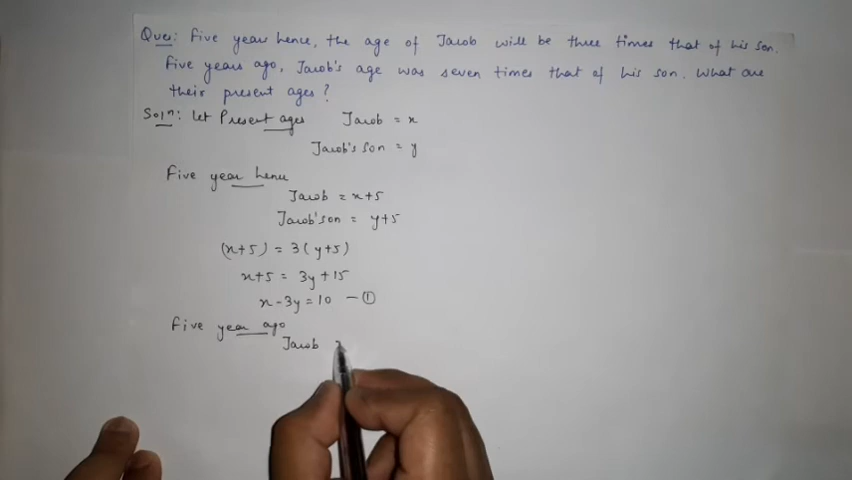 Que: Five years hence, the age of Jacob will be three times that of his son.
Five years ago, Jacob's age was seven times that of his son. What are
their present ages?
Soln: let Present ages Jacob = x
Jacob's son = y
Five year hence
Jacob = x+5
Jacob'son = y+5
(x+5) = 3(y+5)
x+5 = 3y+15
x-3y=10 —①
Five year ago
Jacob